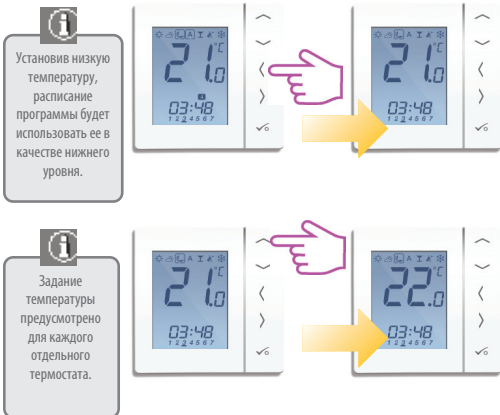 Установив низкую
температуру,
расписание
программы будет
использовать ее в
качестве нижнего
уровня.
21.0 °C
03:48
1 2 3 4 5 6 7
21.0 °C
03:48
1 2 3 4 5 6 7
Задание
температуры
предусмотрено
для каждого
отдельного
термостата.
21.0 °C
03:48
1 2 3 4 5 6 7
22.0 °C
03:48
1 2 3 4 5 6 7